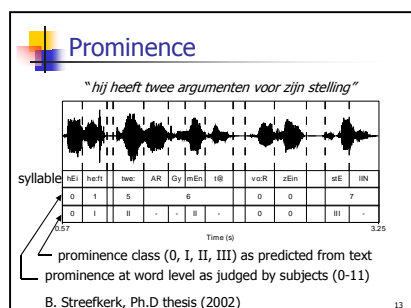 Prominence
“hij heeft twee argumenten voor zijn stelling”
syllable
hEi he:ft twe: AR Gy mEn t@ vo:R zEin stE lIN
0 1 5 6 0 0 7
0 I II - - II - 0 0 III -
0.57 3.25
Time (s)
prominence class (0, I, II, III) as predicted from text
prominence at word level as judged by subjects (0-11)
B. Streefkerk, Ph.D thesis (2002)
13